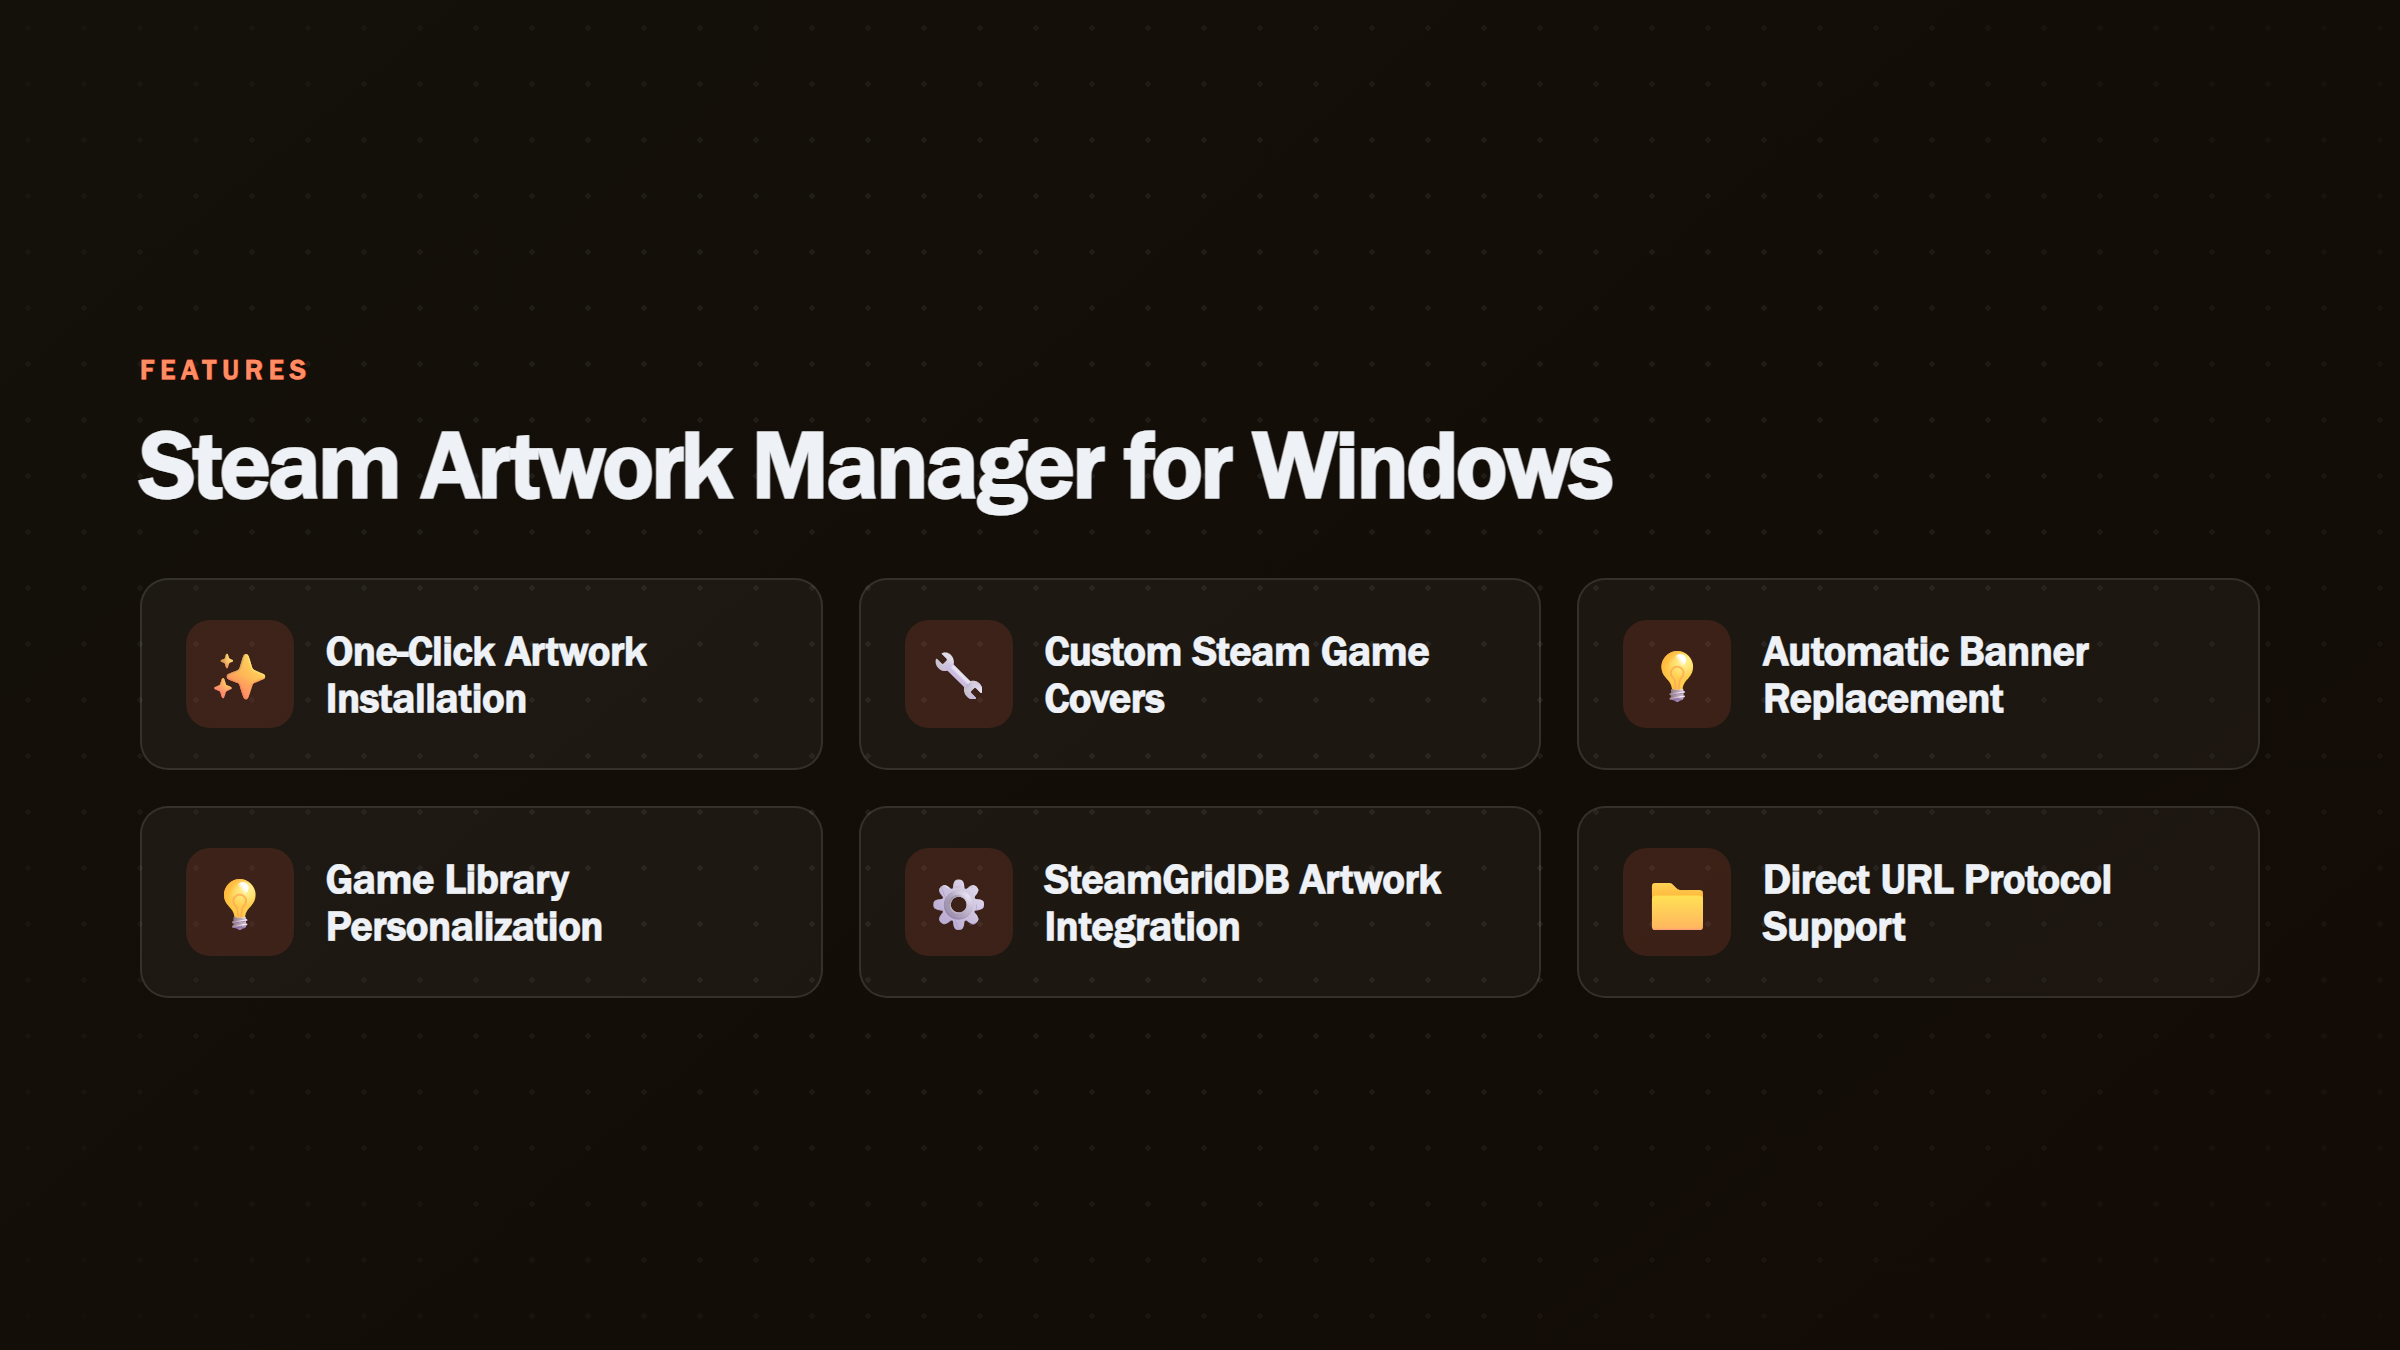 FEATURES
Steam Artwork Manager for Windows
One-Click Artwork
Installation
Custom Steam Game
Covers
Automatic Banner
Replacement
Game Library
Personalization
SteamGridDB Artwork
Integration
Direct URL Protocol
Support